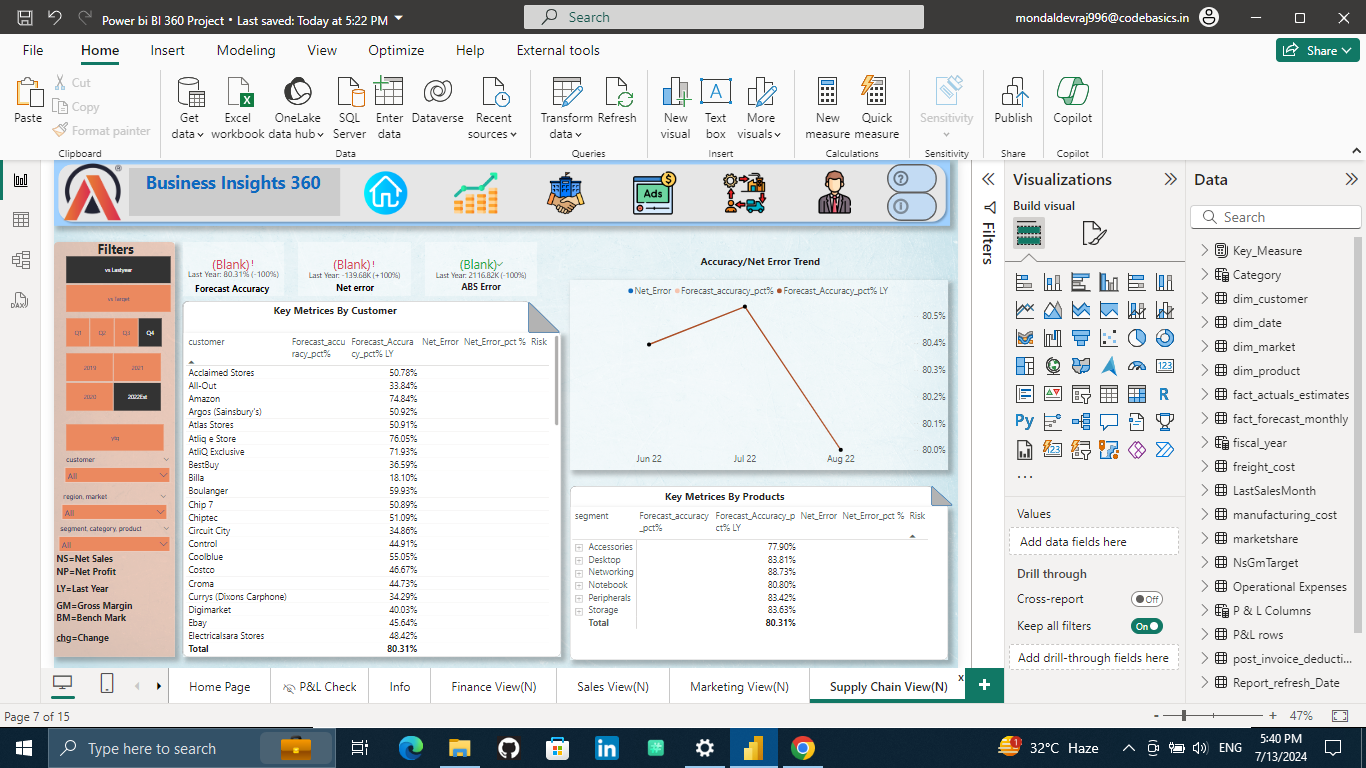 Power bi BI 360 Project • Last saved: Today at 5:22 PM
Search
mondaldevraj996@codebasics.in
File Home Insert Modeling View Optimize Help External tools
Share
Paste
Cut
Copy
Format painter
Clipboard
Get data
Excel workbook
OneLake data hub
SQL Server
Enter data
Dataverse
Recent sources
Data
Transform data
Refresh
Queries
New visual
Text box
More visuals
Insert
New measure
Quick measure
Calculations
Sensitivity
Sensitivity
Publish
Share
Copilot
Copilot
Business Insights 360
Ads
Filters
vs Lastyear
vs Target
Q1 Q2 Q3 Q4
2019 2021
2020 2022Est
ytg
customer
All
region, market
All
segment, category, product
All
NS=Net Sales
NP=Net Profit
LY=Last Year
GM=Gross Margin
BM=Bench Mark
chg=Change
(Blank)!
Last Year: 80.31% (-100%)
Forecast Accuracy
(Blank)!
Last Year: -139.68K (+100%)
Net error
(Blank)
Last Year: 2116.82K (-100%)
ABS Error
Key Metrices By Customer
customer Forecast_accuracy_pct% Forecast_Accuracy_pct% LY Net_Error Net_Error_pct % Risk
Acclaimed Stores 50.78%
All-Out 33.84%
Amazon 74.84%
Argos (Sainsbury's) 50.92%
Atlas Stores 50.91%
Atliq e Store 76.05%
AtliQ Exclusive 71.93%
BestBuy 36.59%
Billa 18.10%
Boulanger 59.93%
Chip 7 50.89%
Chiptec 51.09%
Circuit City 34.86%
Control 44.91%
Coolblue 55.05%
Costco 46.67%
Croma 44.73%
Currys (Dixons Carphone) 34.29%
Digimarket 40.03%
Ebay 45.64%
Electricalsara Stores 48.42%
Total 80.31%
Accuracy/Net Error Trend
Net_Error Forecast_accuracy_pct% Forecast_Accuracy_pct% LY
80.5%
80.4%
80.3%
80.2%
80.1%
80.0%
Jun 22 Jul 22 Aug 22
Key Metrices By Products
segment Forecast_accuracy_pct% Forecast_Accuracy_pct% LY Net_Error Net_Error_pct % Risk
Accessories 77.90%
Desktop 83.81%
Networking 88.73%
Notebook 80.80%
Peripherals 83.42%
Storage 83.63%
Total 80.31%
Filters
Visualizations
Build visual
Values
Add data fields here
Drill through
Cross-report Off
Keep all filters On
Add drill-through fields here
Data
Search
Key_Measure
Category
dim_customer
dim_date
dim_market
dim_product
fact_actuals_estimates
fact_forecast_monthly
fiscal_year
freight_cost
LastSalesMonth
manufacturing_cost
marketshare
NsGmTarget
Operational Expenses
P & L Columns
P&L rows
post_invoice_deducti...
Report_refresh_Date
Home Page P&L Check Info Finance View(N) Sales View(N) Marketing View(N) Supply Chain View(N) x +
Page 7 of 15
- + 47%
Type here to search
32°C Haze
ENG
5:40 PM
7/13/2024